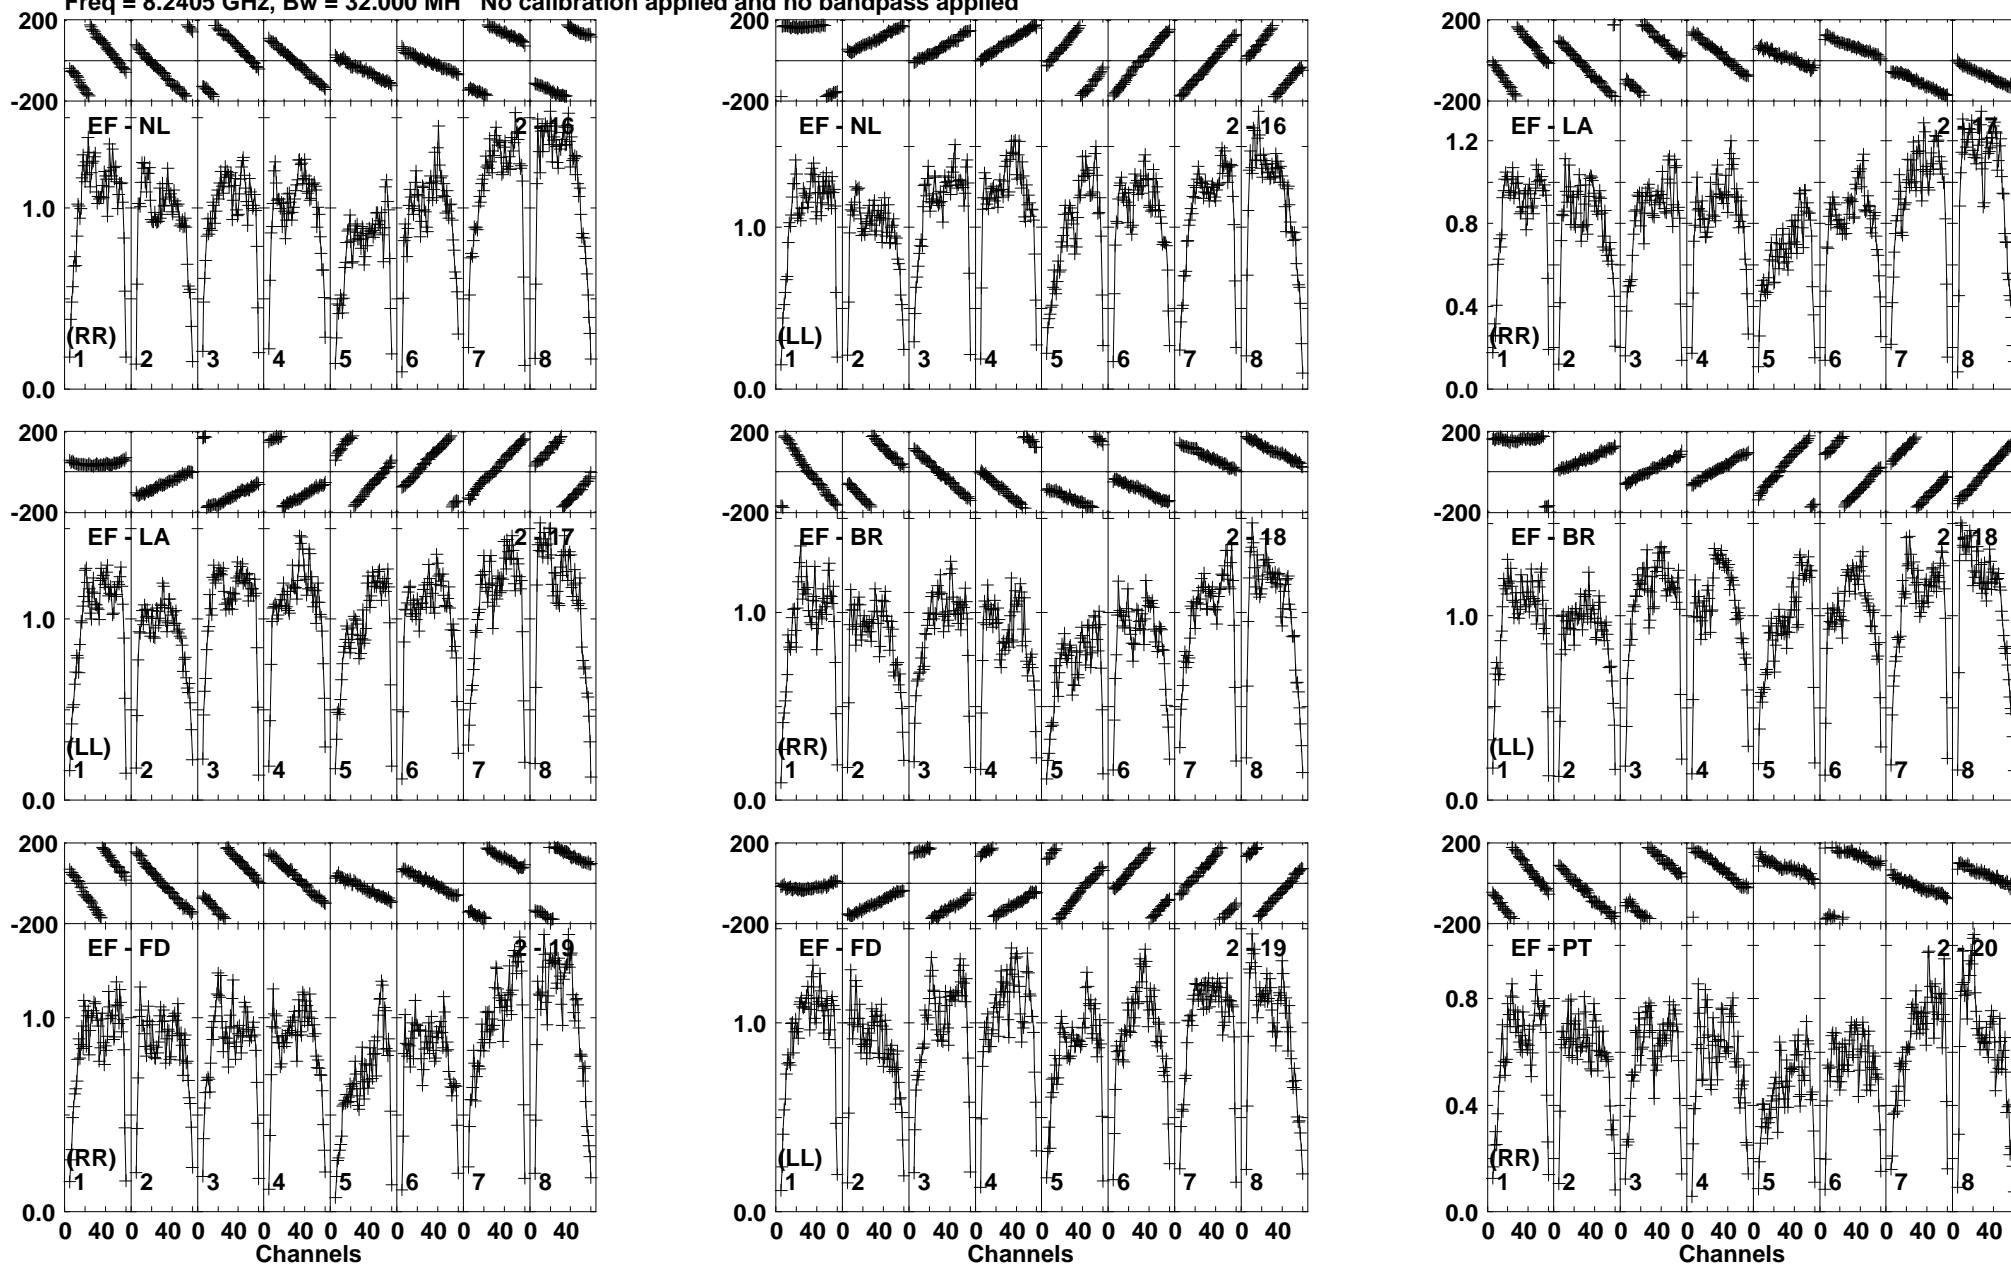 Freq = 8.2405 GHz, Bw = 32.000 MH No calibration applied and no bandpass applied
200 200 200
-200 -200 -200
EF - NL 2 - 16 EF - NL 2 - 16 EF - LA 2 - 17
1.2
1.0 1.0 0.8
0.4
(RR) (LL) (RR)
1 2 3 4 5 6 7 8 1 2 3 4 5 6 7 8 1 2 3 4 5 6 7 8
0.0 0.0 0.0
200 200 200
-200 -200 -200
EF - LA 2 - 17 EF - BR 2 - 18 EF - BR 2 - 18
1.0 1.0 1.0
(LL) (RR) (LL)
1 2 3 4 5 6 7 8 1 2 3 4 5 6 7 8 1 2 3 4 5 6 7 8
0.0 0.0 0.0
200 200 200
-200 -200 -200
EF - FD 2 - 19 EF - FD 2 - 19 EF - PT 2 - 20
1.0 1.0 0.8
0.4
(RR) (LL) (RR)
1 2 3 4 5 6 7 8 1 2 3 4 5 6 7 8 1 2 3 4 5 6 7 8
0.0 0.0 0.0
0 40 0 40 0 40 0 40 0 40 0 40 0 40 0 40 0 40 0 40 0 40 0 40 0 40 0 40 0 40 0 40 0 40 0 40 0 40 0 40 0 40 0 40 0 40 0 40
Channels Channels Channels